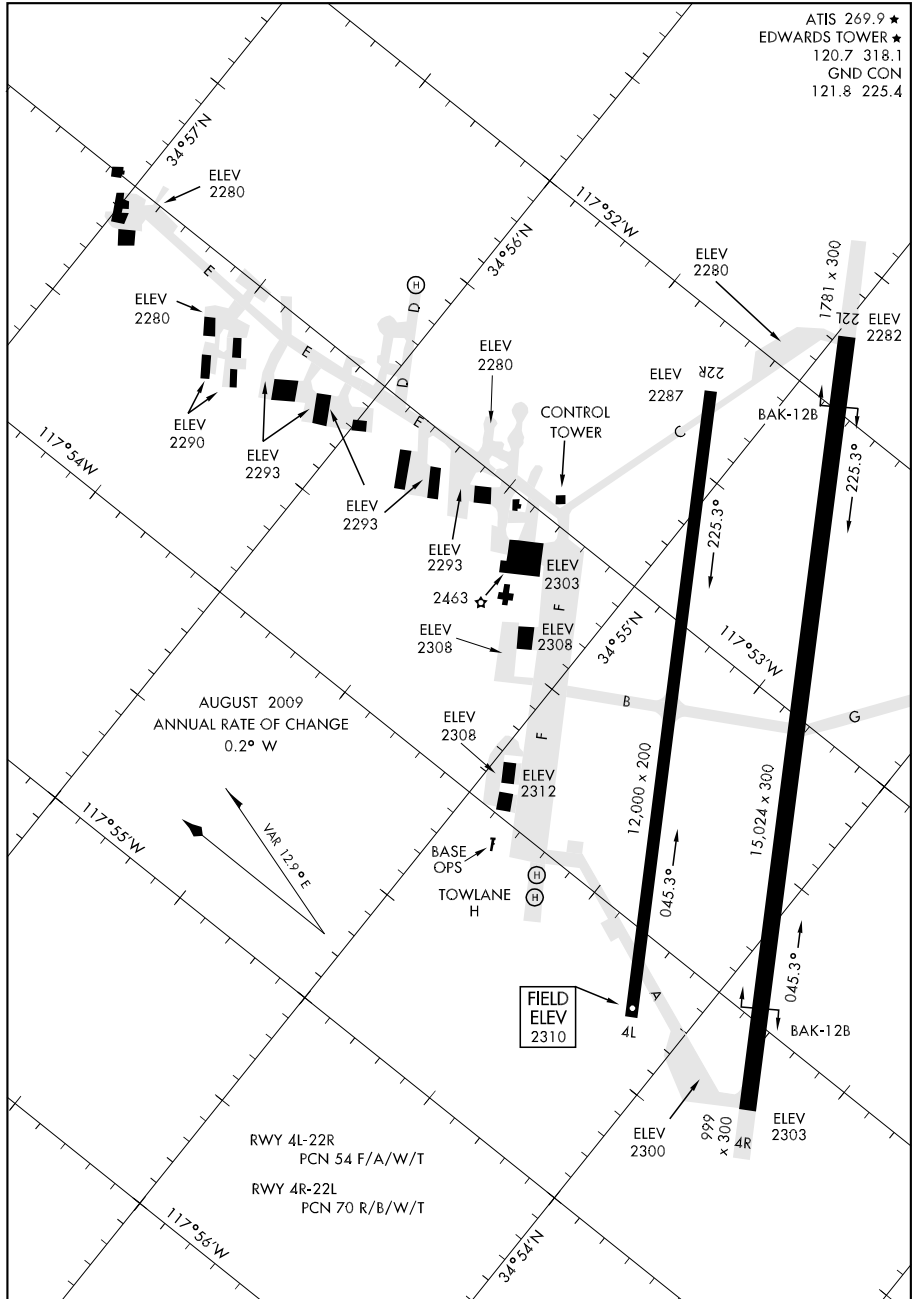 ATIS 269.9 ★
EDWARDS TOWER ★
120.7 318.1
GND CON
121.8 225.4
34°57'N
ELEV
2280
117°52'W
34°56'N
ELEV
2280
1781 x 300
22L
ELEV
2282
E
H
D
ELEV
2280
E
D
ELEV
2280
ELEV
2287
22R
BAK-12B
CONTROL
TOWER
ELEV
2290
117°54'W
ELEV
2293
E
C
225.3°
ELEV
2293
225.3°
ELEV
2293
ELEV
2303
2463
F
ELEV
2308
ELEV
2308
34°55'N
117°53'W
B
G
AUGUST 2009
ANNUAL RATE OF CHANGE
0.2° W
ELEV
2308
F
ELEV
2312
12,000 x 200
15,024 x 300
117°55'W
VAR 12.9° E
BASE
OPS
TOWLANE
H
H
H
045.3°
045.3°
A
FIELD
ELEV
2310
4L
BAK-12B
ELEV
2300
999
x 300
4R
ELEV
2303
RWY 4L-22R
PCN 54 F/A/W/T
RWY 4R-22L
PCN 70 R/B/W/T
117°56'W
34°54'N